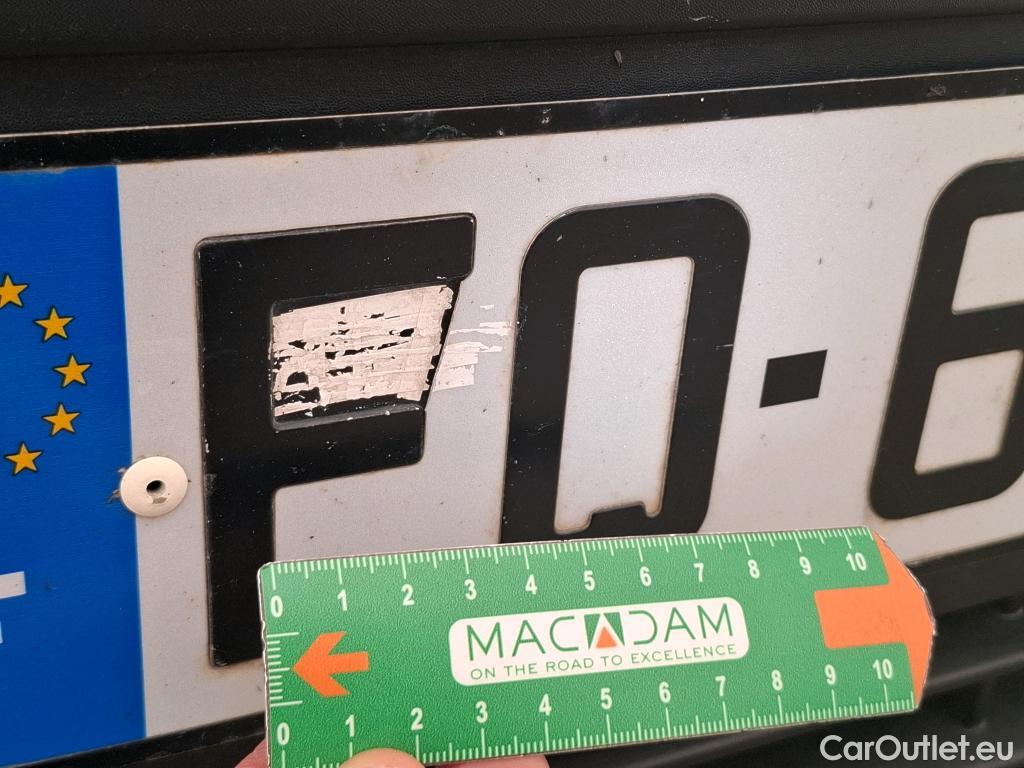 FQ-6
0 1 2 3 4 5 6 7 8 9 10
MACADAM
ON THE ROAD TO EXCELLENCE
0 1 2 3 4 5 6 7 8 9 10
CarOutlet.eu